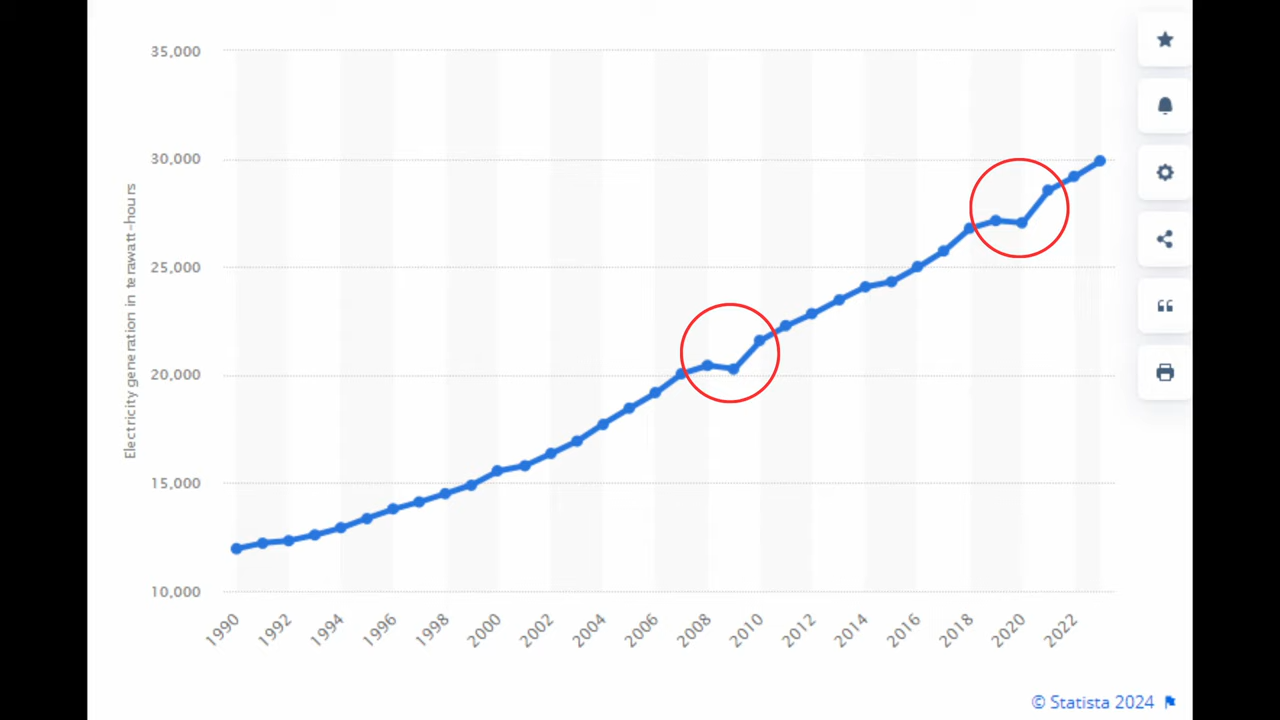 35,000
30,000
25,000
20,000
15,000
10,000
Electricity generation in terawatt-hours
1990 1992 1994 1996 1998 2000 2002 2004 2006 2008 2010 2012 2014 2016 2018 2020 2022
© Statista 2024